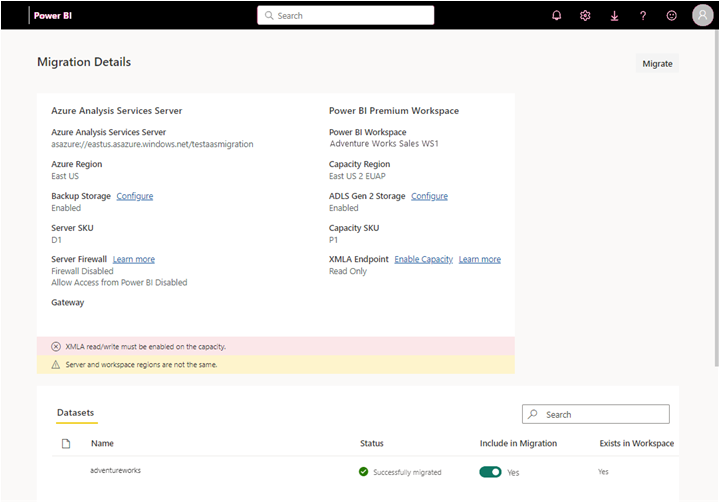 Power BI
Search
Migration Details
Migrate
Azure Analysis Services Server
Azure Analysis Services Server
asazure://eastus.asazure.windows.net/testaasmigration
Azure Region
East US
Backup Storage Configure
Enabled
Server SKU
D1
Server Firewall Learn more
Firewall Disabled
Allow Access from Power BI Disabled
Gateway
Power BI Premium Workspace
Power BI Workspace
Adventure Works Sales WS1
Capacity Region
East US 2 EUAP
ADLS Gen 2 Storage Configure
Enabled
Capacity SKU
P1
XMLA Endpoint Enable Capacity Learn more
Read Only
XMLA read/write must be enabled on the capacity.
Server and workspace regions are not the same.
Datasets
Search
Name Status Include in Migration Exists in Workspace
adventureworks Successfully migrated Yes Yes